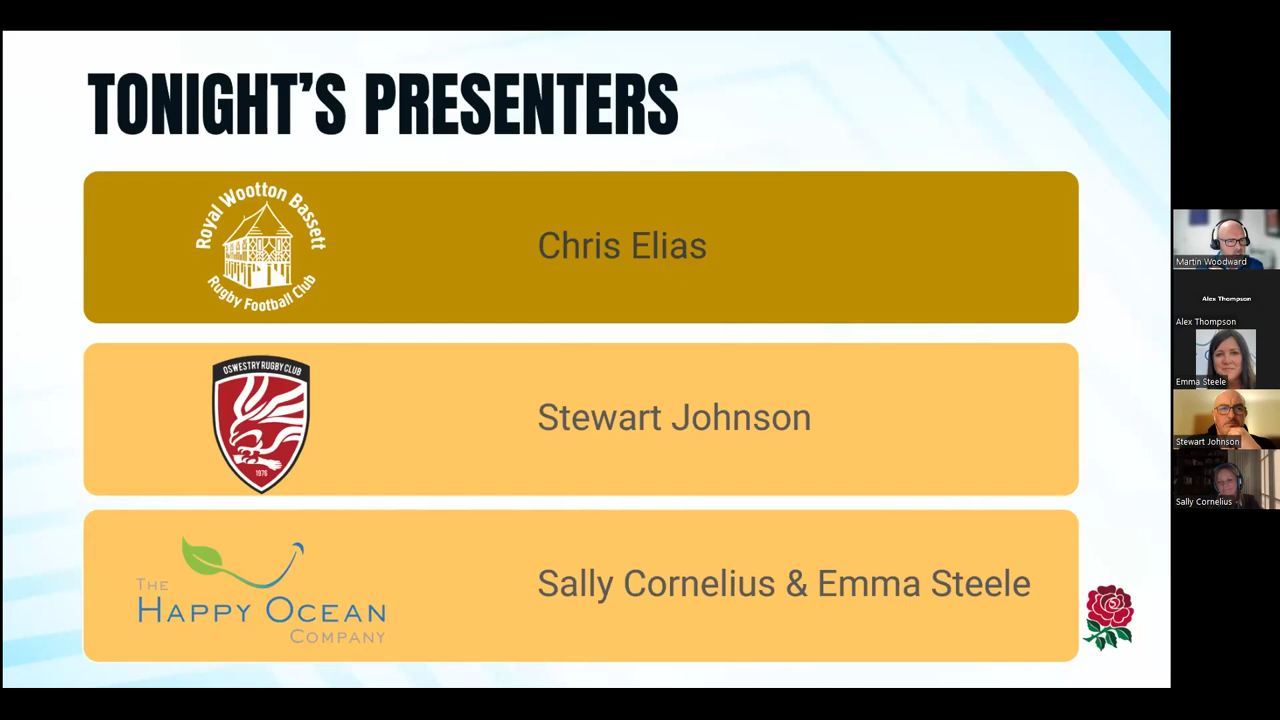 TONIGHT'S PRESENTERS
Royal Wootton Bassett
Rugby Football Club
Chris Elias
OSWESTRY RUGBY CLUB
1976
Stewart Johnson
THE
HAPPY OCEAN
COMPANY
Sally Cornelius & Emma Steele
Martin Woodward
Alex Thompson
Alex Thompson
Emma Steele
Stewart Johnson
Sally Cornelius